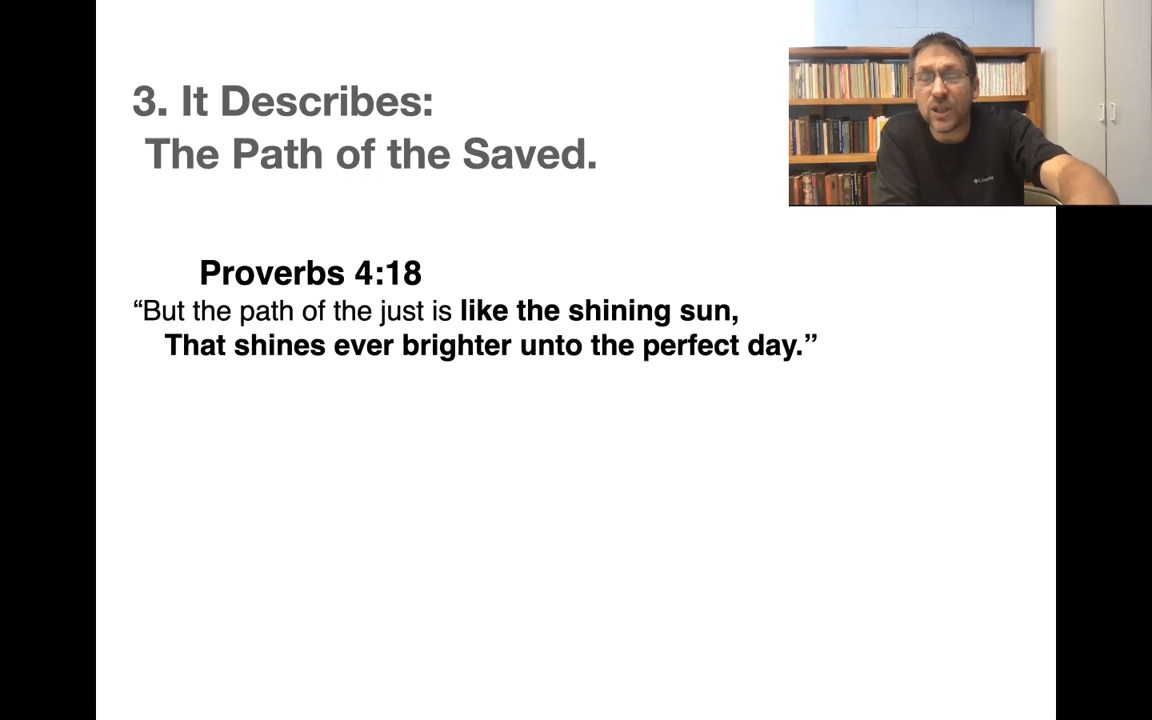 3. It Describes:
The Path of the Saved.
Proverbs 4:18
“But the path of the just is like the shining sun,
That shines ever brighter unto the perfect day.”
Columbia